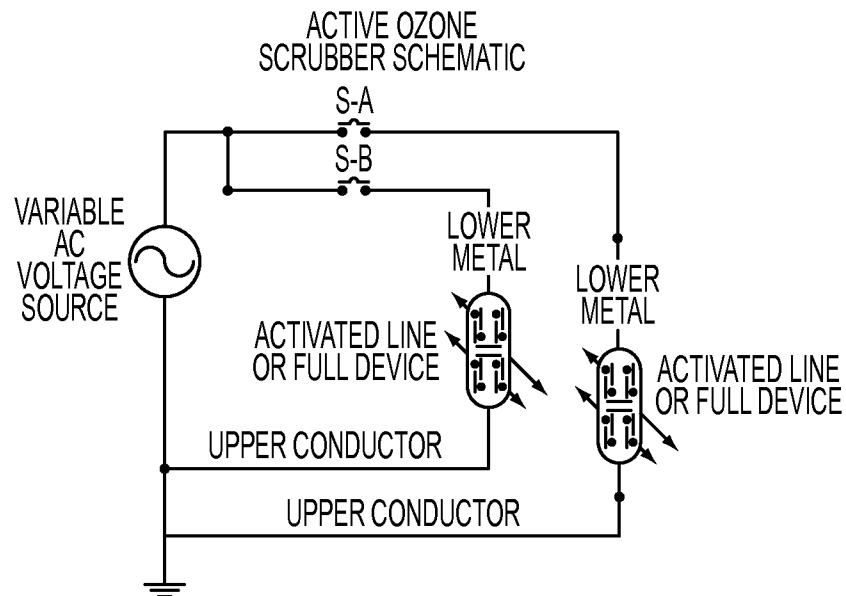 ACTIVE OZONE
SCRUBBER SCHEMATIC
S-A
S-B
VARIABLE
AC
VOLTAGE
SOURCE
LOWER
METAL
LOWER
METAL
ACTIVATED LINE
OR FULL DEVICE
ACTIVATED LINE
OR FULL DEVICE
UPPER CONDUCTOR
UPPER CONDUCTOR